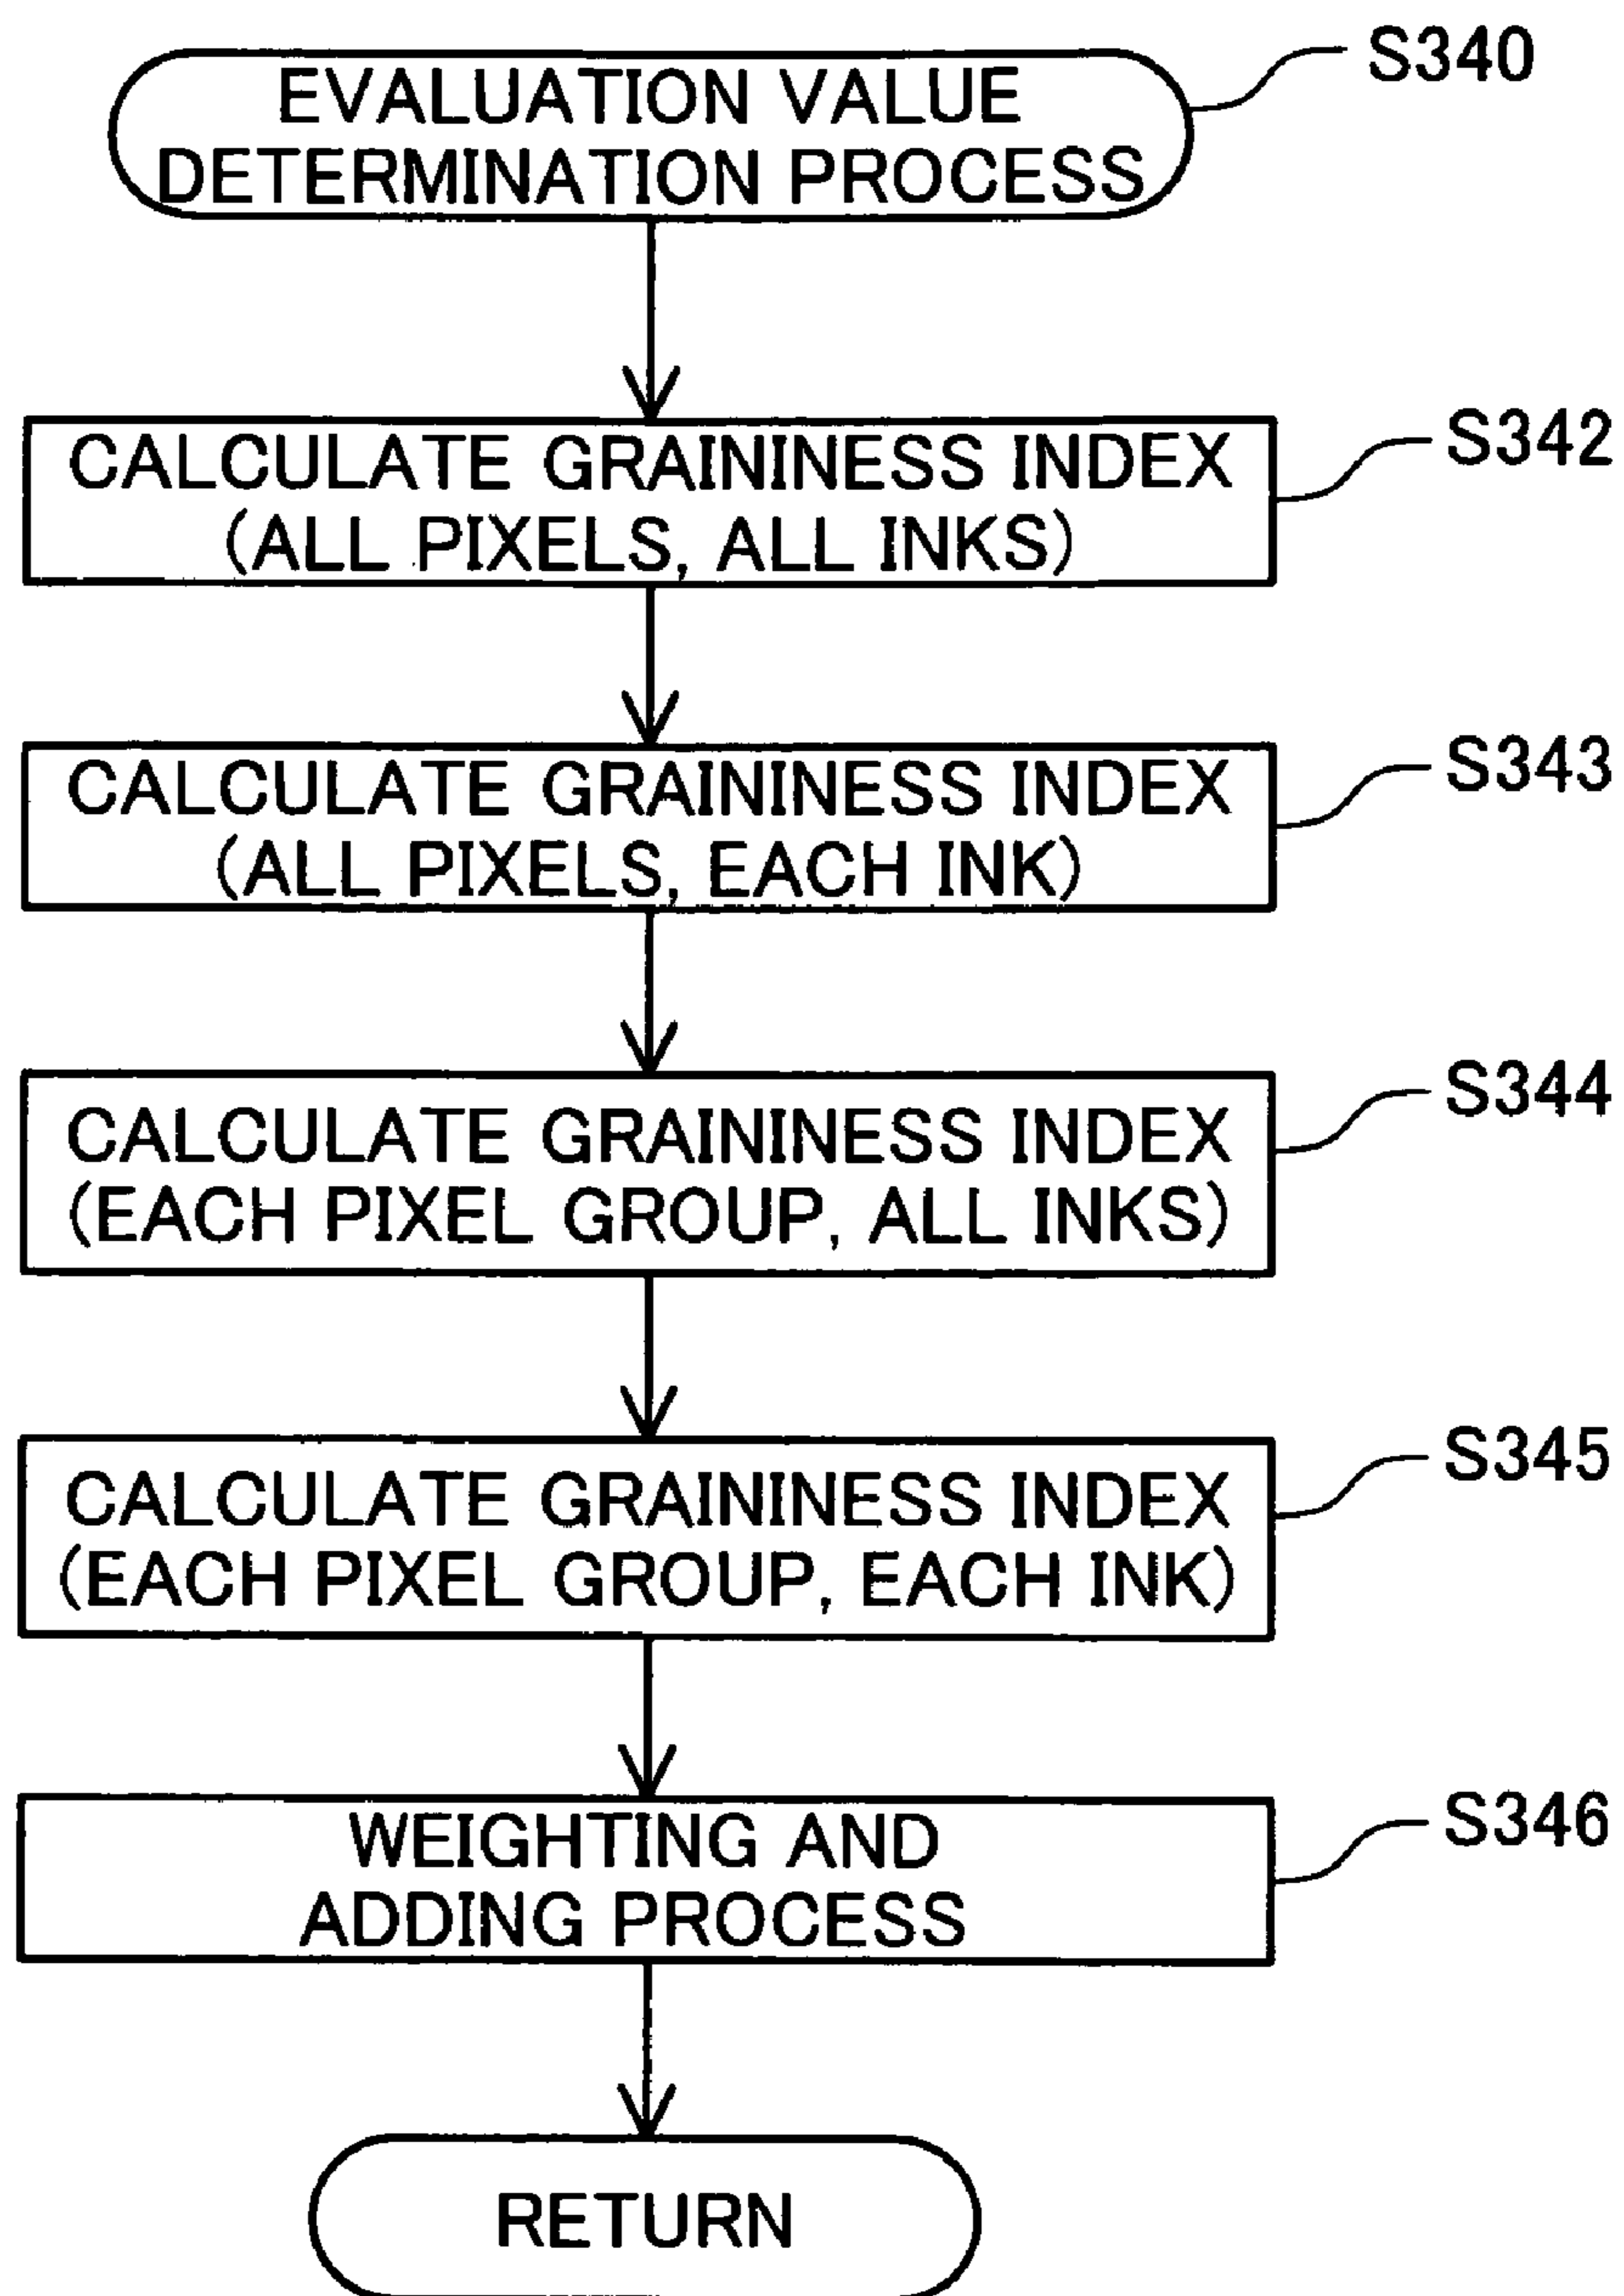 S340
EVALUATION VALUE
DETERMINATION PROCESS
CALCULATE GRAININESS INDEX
(ALL PIXELS, ALL INKS)
S342
CALCULATE GRAININESS INDEX
(ALL PIXELS, EACH INK)
S343
CALCULATE GRAININESS INDEX
(EACH PIXEL GROUP, ALL INKS)
S344
CALCULATE GRAININESS INDEX
(EACH PIXEL GROUP, EACH INK)
S345
WEIGHTING AND
ADDING PROCESS
S346
RETURN